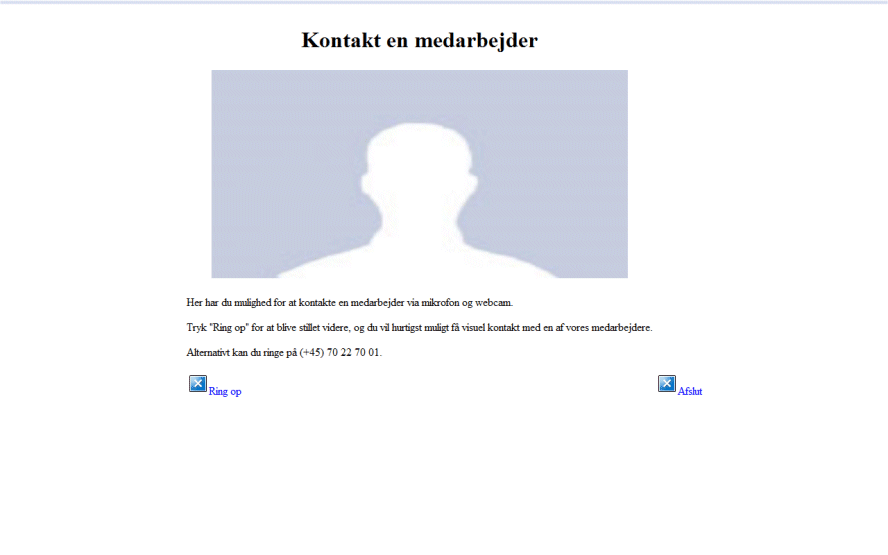 Kontakt en medarbejder
Her har du mulighed for at kontakte en medarbejder via mikrofon og webcam.
Tryk "Ring op" for at blive stillet videre, og du vil hurtigst muligt få visuel kontakt med en af vores medarbejdere.
Alternativt kan du ringe på (+45) 70 22 70 01.
Ring op
Afslut